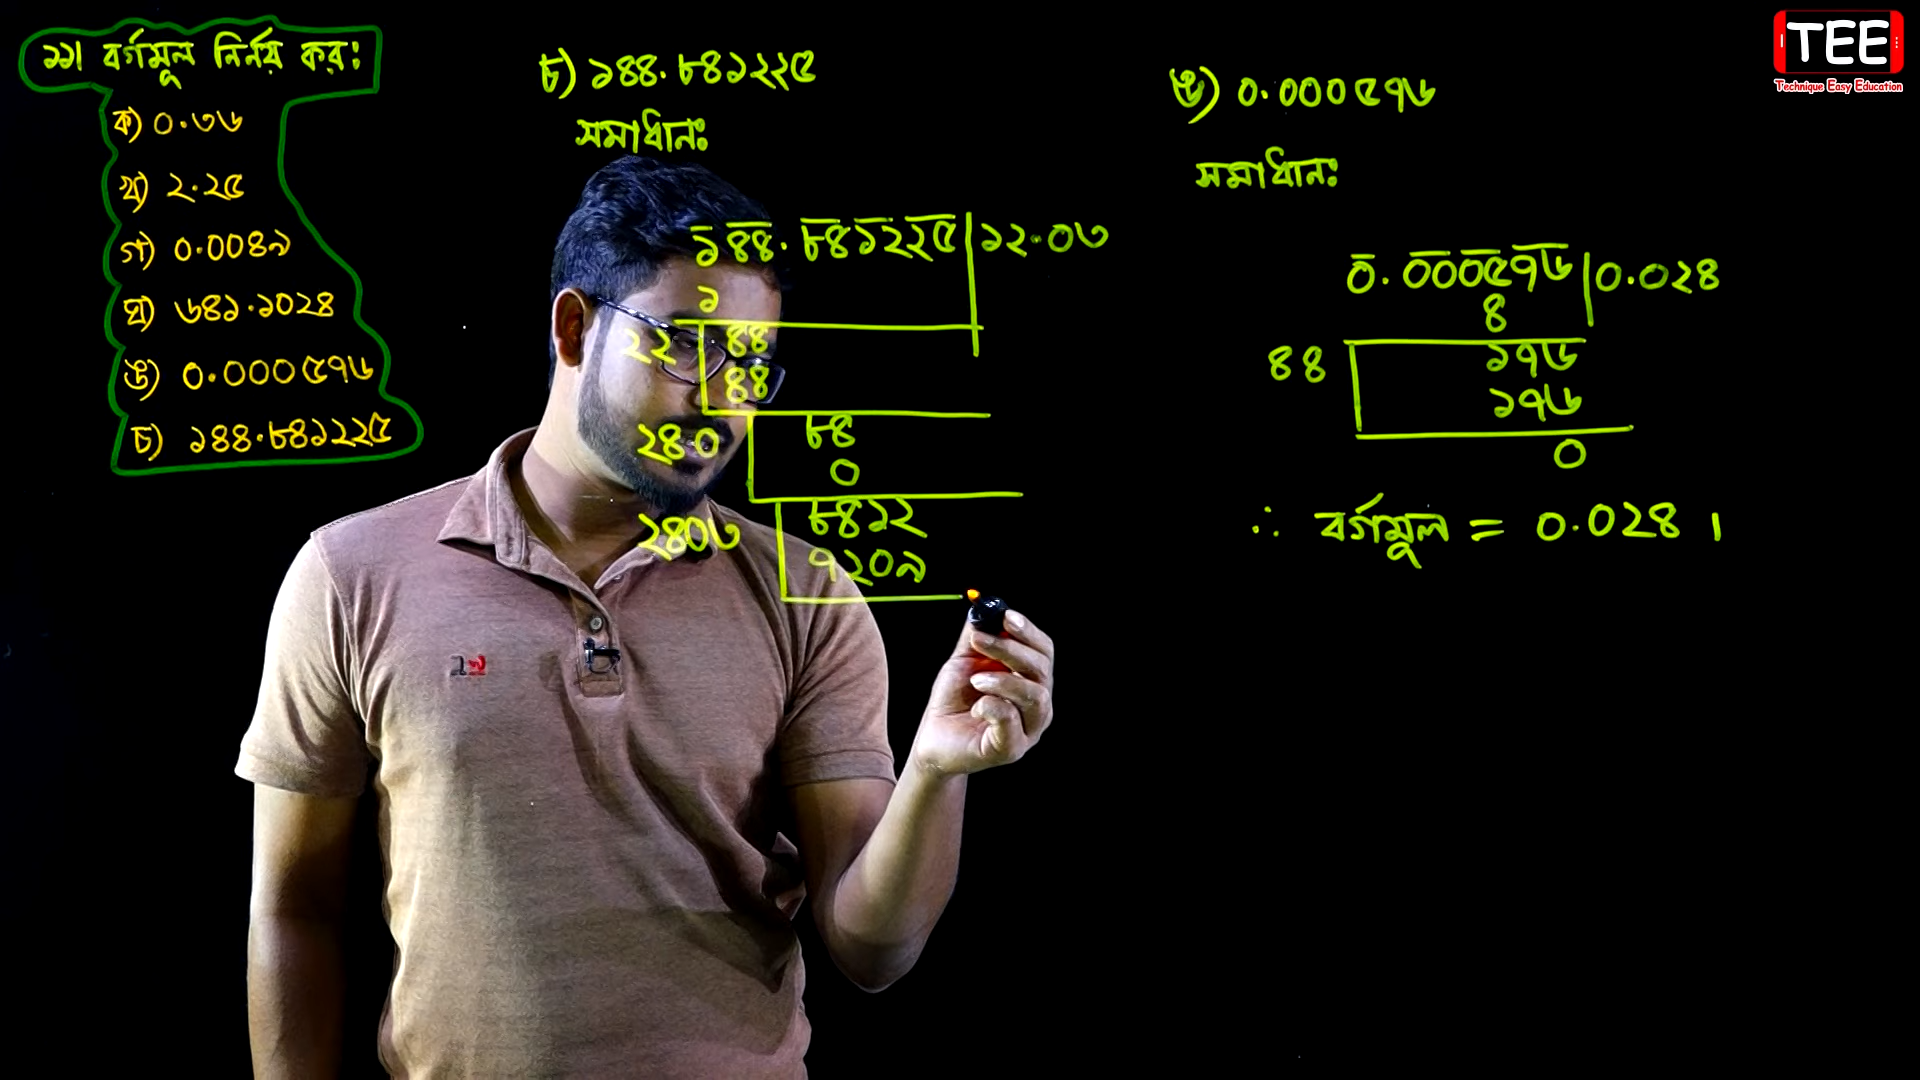 ১১। বর্গমূল নির্নয় কর:
ক) ০.৩৬
খ) ২.২৫
গ) ০.০০৪৯
ঘ) ৬৪১.১০২৪
ঙ) ০.০০০৫৭৬
চ) ১৪৪.৮৪১২২৫
চ) ১৪৪.৮৪১২২৫
সমাধানঃ
১৪৪.৮৪১২২৫ | ১২.০৩
১
২২ ৪৪
৪৪
২৪০ ৮৪
০
২৪০৩ ৮৪১২
৭২০৯
ঙ) ০.০০০৫৭৬
সমাধানঃ
০.০০০৫৭৬ | ০.০২৪
৪
৪৪ ১৭৬
১৭৬
০
∴ বর্গমূল = ০.০২৪।
TEE
Technique Easy Education